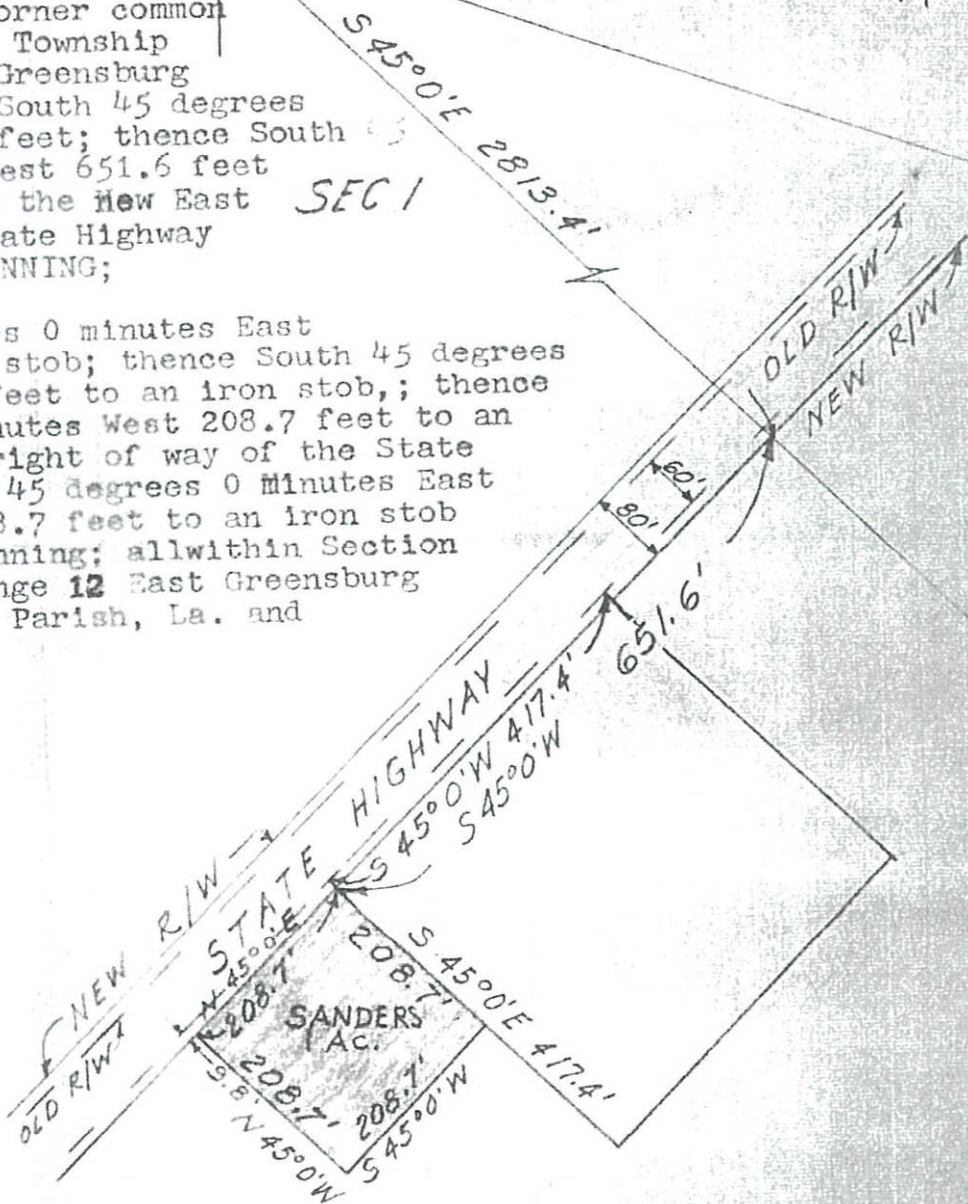 orner common
Township
Greensburg
South 45 degrees
feet; thence South
est 651.6 feet
the New East
ate Highway
NNING;
s 0 minutes East
stob; thence South 45 degrees
feet to an iron stob,; thence
nutes West 208.7 feet to an
right of way of the State
45 degrees 0 Minutes East
8.7 feet to an iron stob
nning; allwithin Section
nge 12 East Greensburg
Parish, La. and
SEC 1
S 45°0'E 2813.4'
OLD R/W
NEW R/W
60'
80'
651.6'
STATE HIGHWAY
S 45°0'W 417.4'
S 45°0'W
NEW R/W
OLD R/W
N 45°0'E
208.7'
208.7'
S 45°0'E 417.4'
SANDERS
1 Ac.
208.7'
208.7'
9.8'
N 45°0'W
S 45°0'W